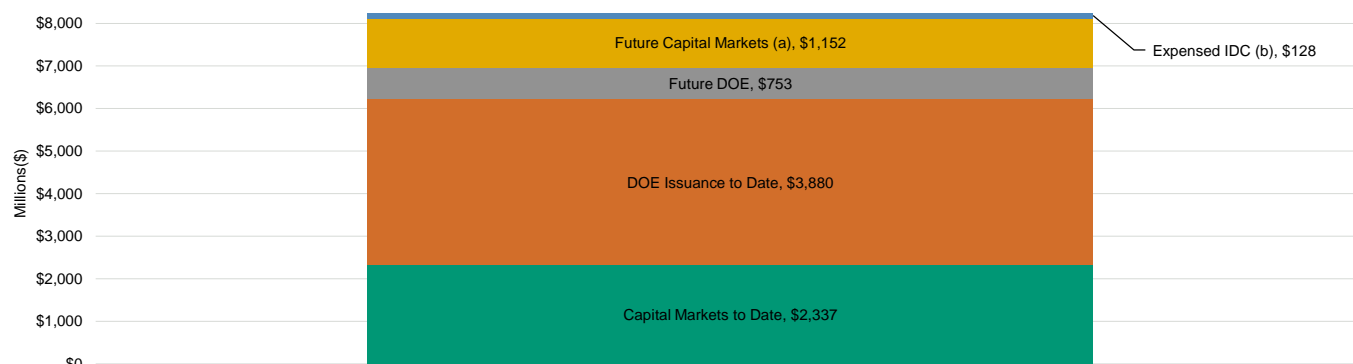 $8,000
Future Capital Markets (a), $1,152
Expensed IDC (b), $128
$7,000
Future DOE, $753
$6,000
$5,000
Millions($)
DOE Issuance to Date, $3,880
$4,000
$3,000
$2,000
Capital Markets to Date, $2,337
$1,000
$0